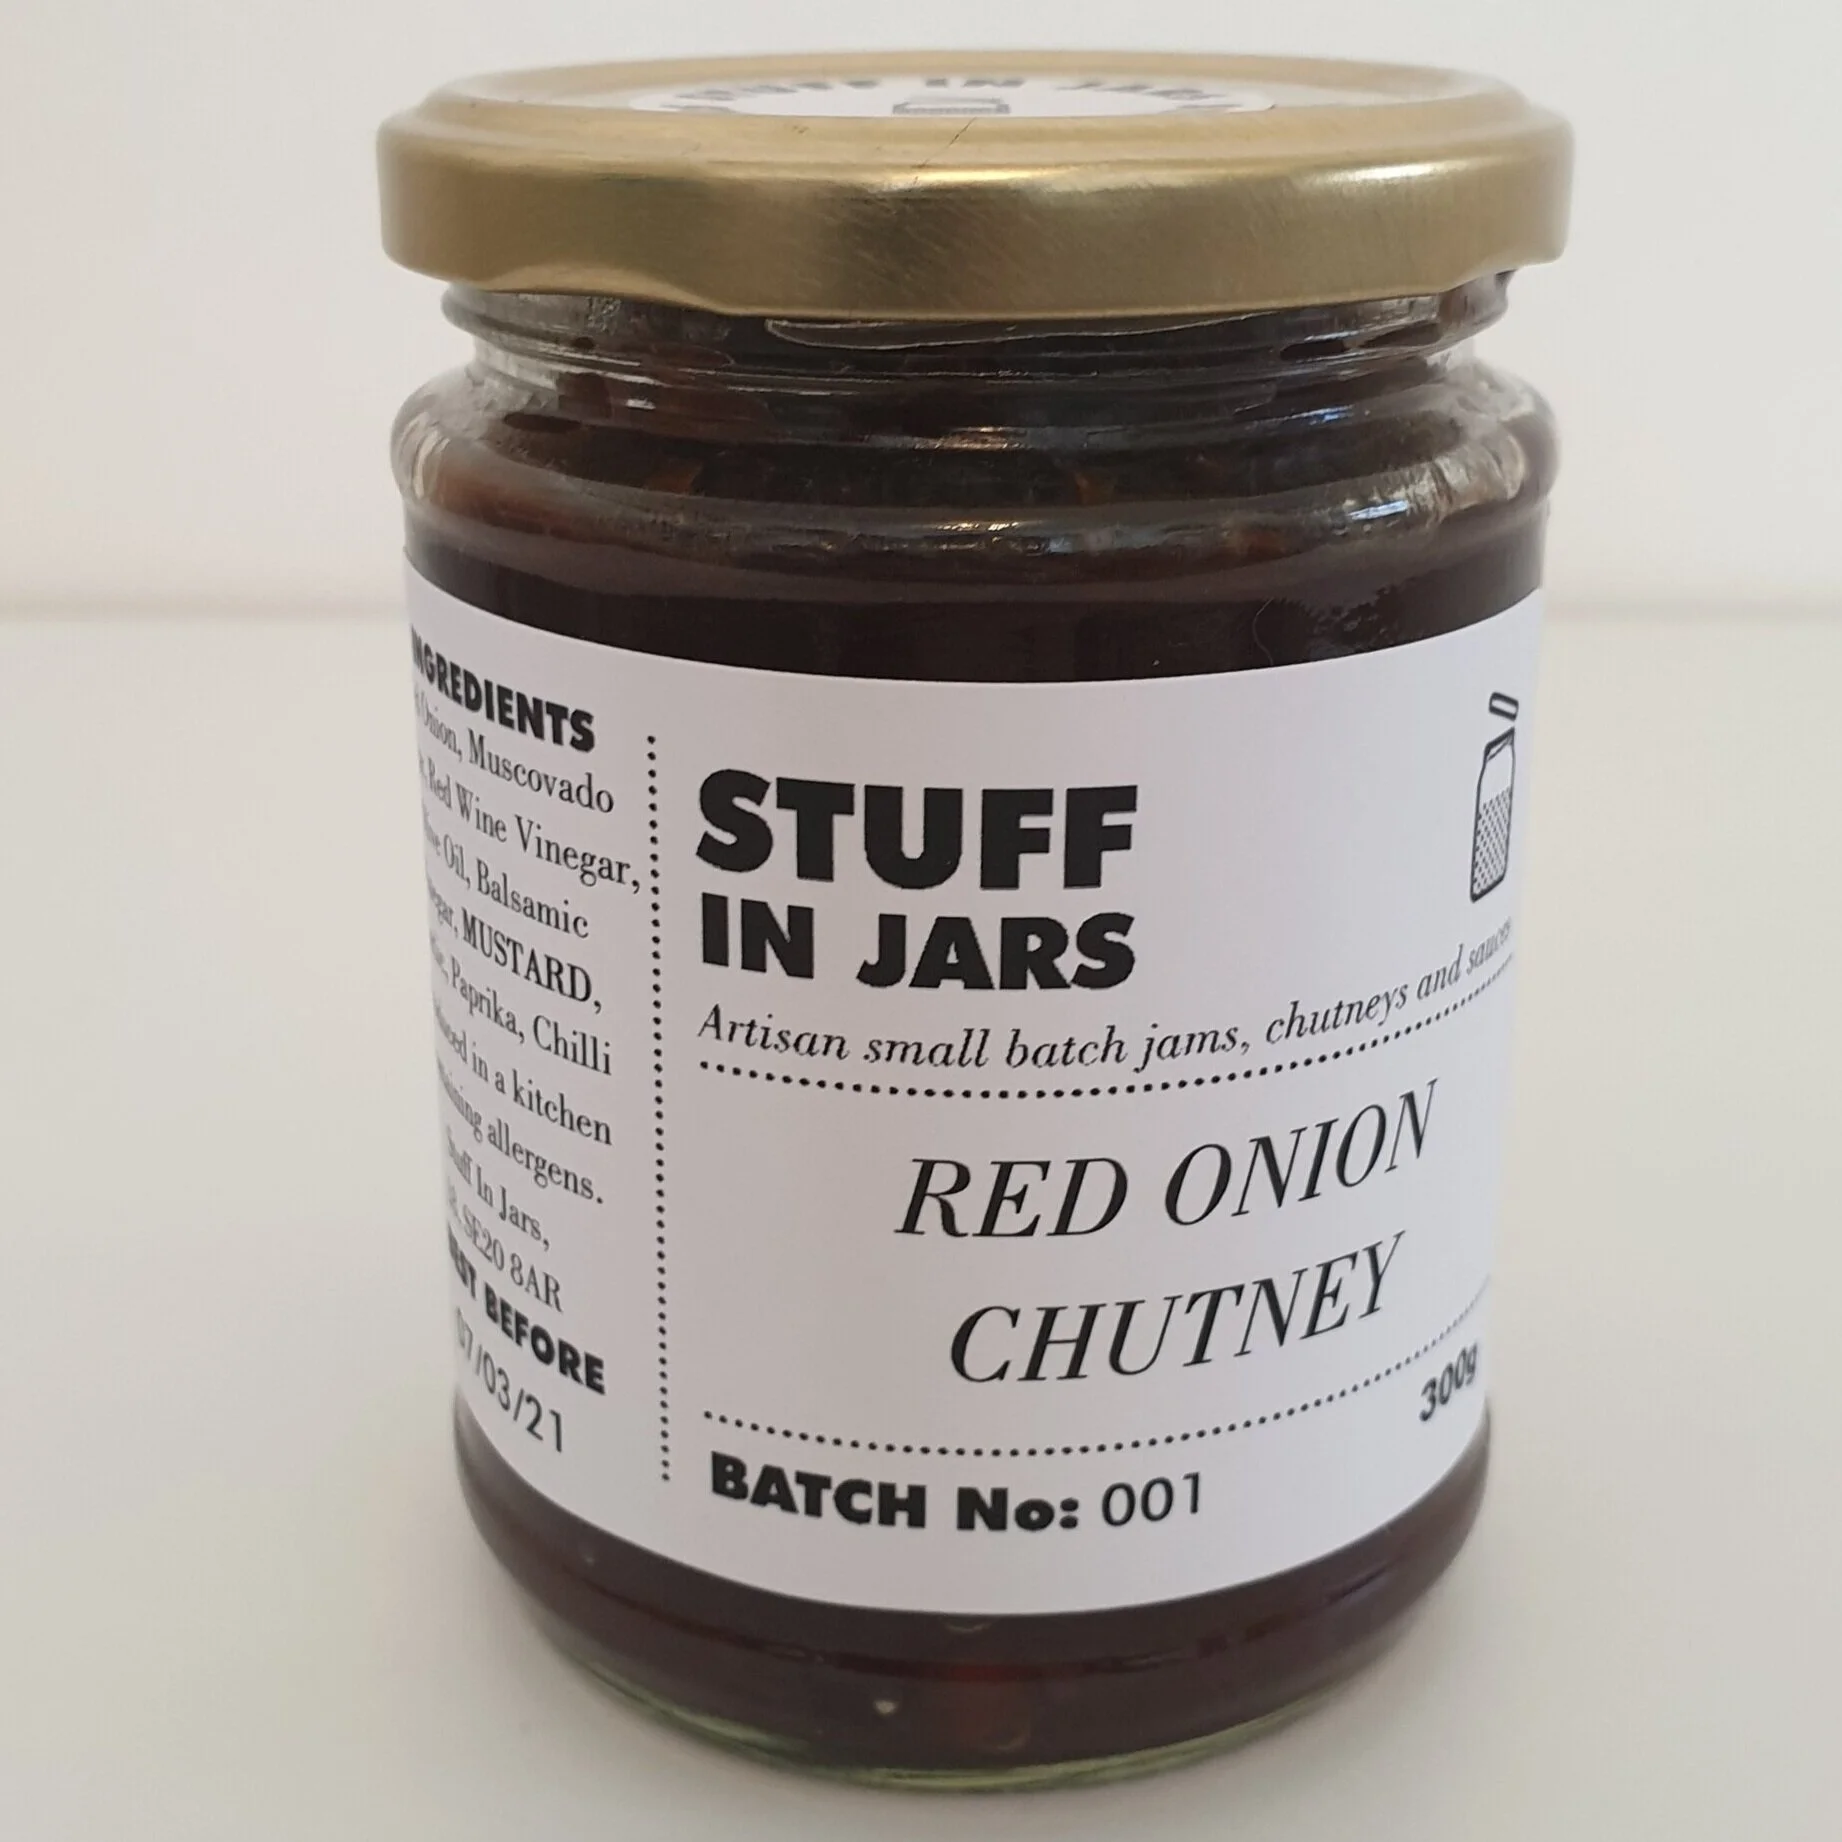 STUFF IN JARS
INGREDIENTS
Onion, Muscovado
Red Wine Vinegar,
Oil, Balsamic
MUSTARD,
Paprika, Chilli
in a kitchen
allergens.
Stuff In Jars,
SE20 8AR
BEST BEFORE
07/03/21
STUFF
IN JARS
Artisan small batch jams, chutneys and sauces
RED ONION
CHUTNEY
300g
BATCH No: 001